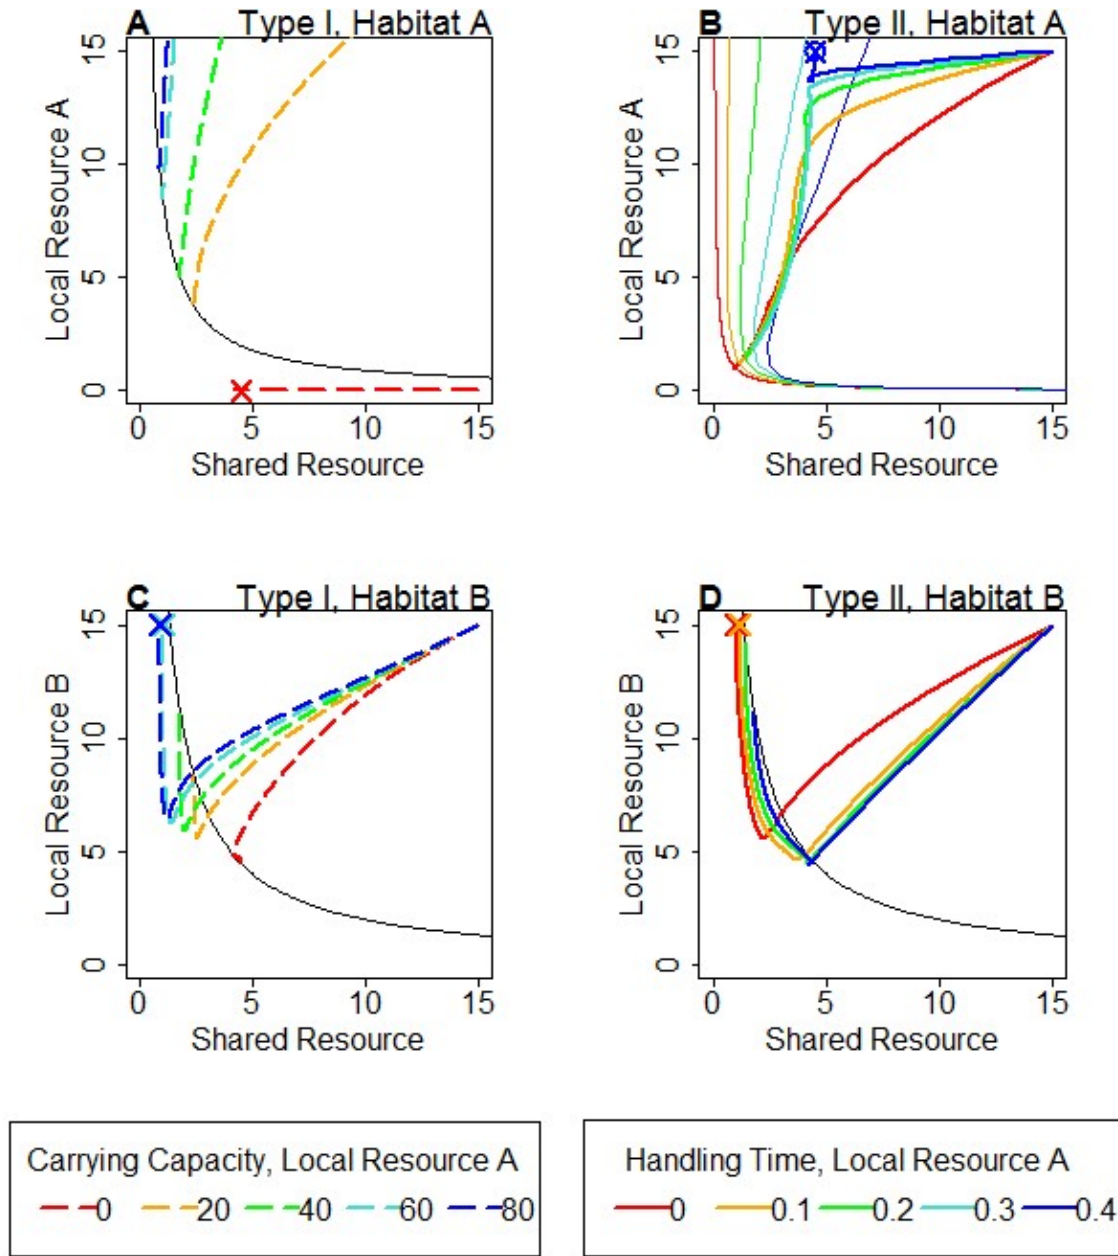 A Type I, Habitat A
15
10
5
0
Local Resource A
0 5 10 15
Shared Resource
B Type II, Habitat A
15
10
5
0
Local Resource A
0 5 10 15
Shared Resource
C Type I, Habitat B
15
10
5
0
Local Resource B
0 5 10 15
Shared Resource
D Type II, Habitat B
15
10
5
0
Local Resource B
0 5 10 15
Shared Resource
Carrying Capacity, Local Resource A
0 20 40 60 80
Handling Time, Local Resource A
0 0.1 0.2 0.3 0.4